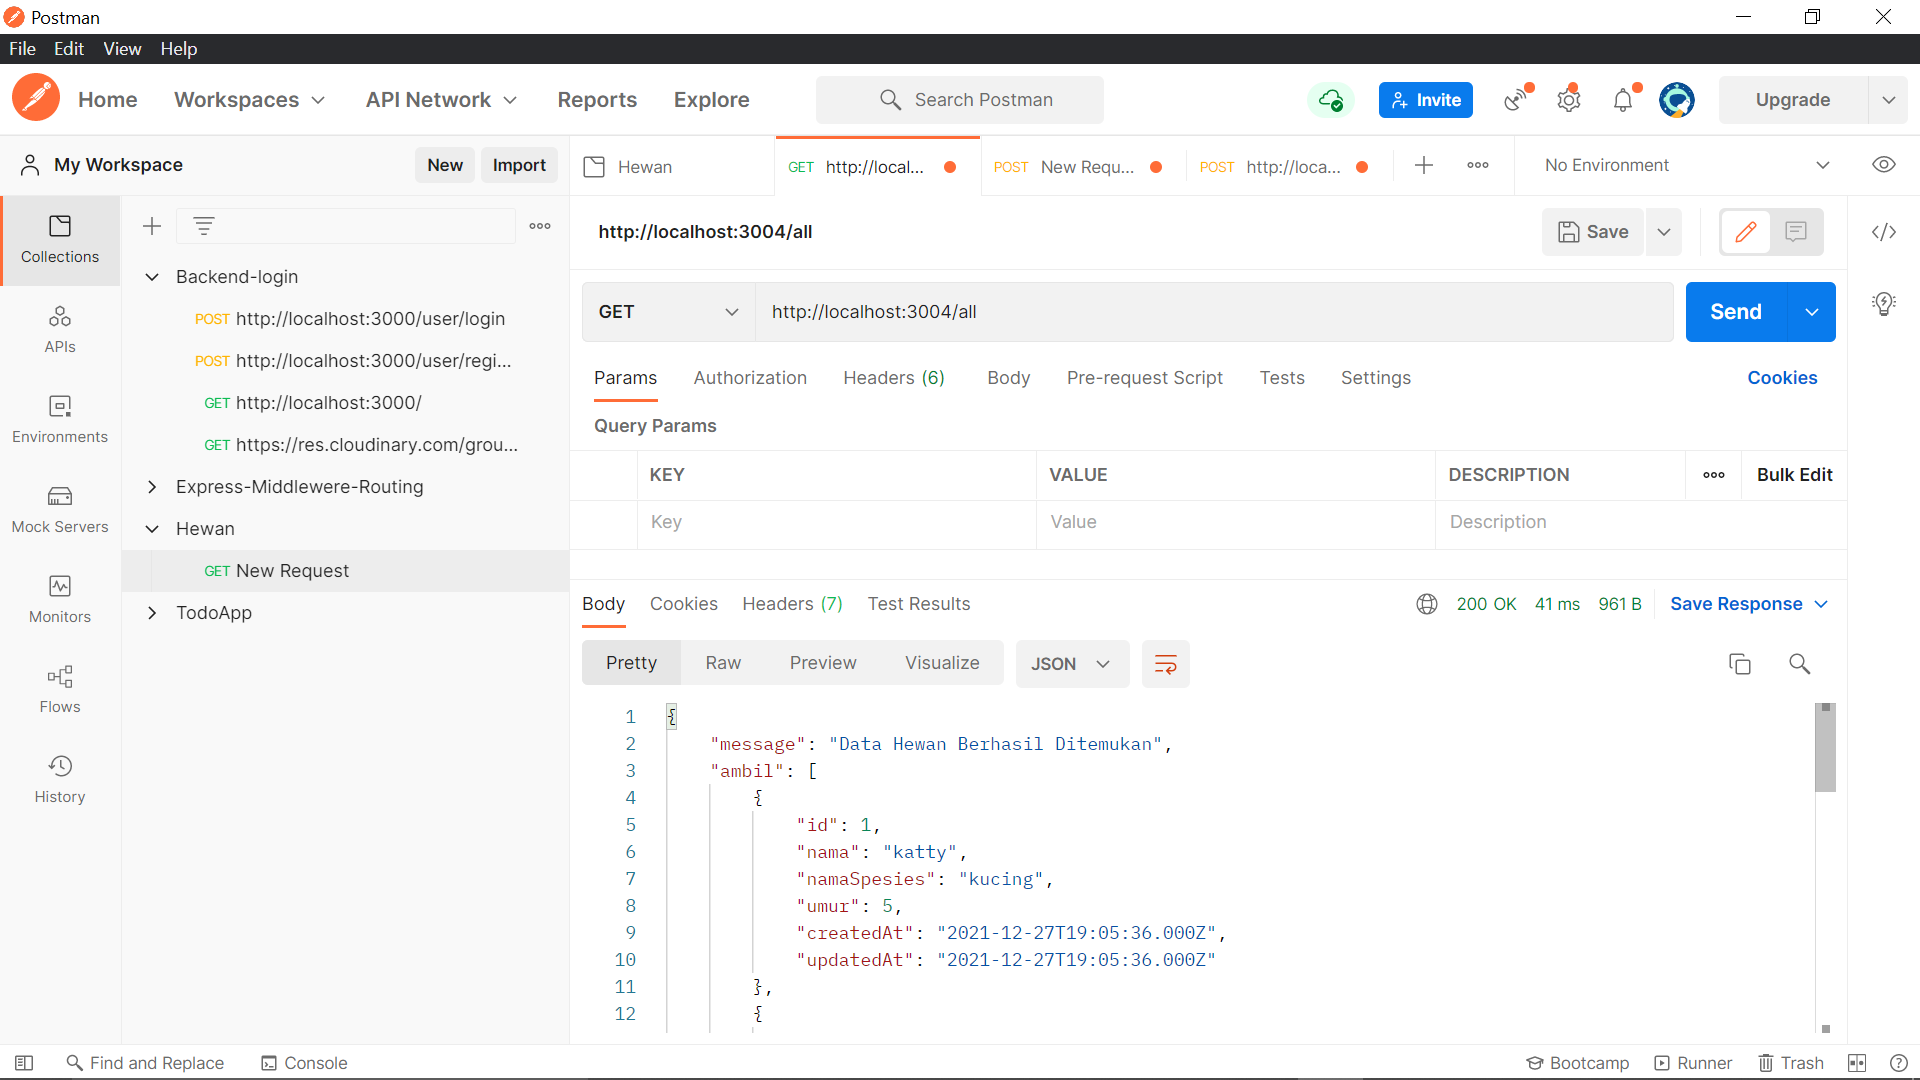 Postman
File Edit View Help
Home Workspaces API Network Reports Explore Search Postman Invite Upgrade
My Workspace New Import
Hewan GET http://local... POST New Requ... POST http://loca... No Environment
Collections
APIs
Environments
Mock Servers
Monitors
Flows
History
Backend-login
POST http://localhost:3000/user/login
POST http://localhost:3000/user/regi...
GET http://localhost:3000/
GET https://res.cloudinary.com/grou...
Express-Middlewere-Routing
Hewan
GET New Request
TodoApp
http://localhost:3004/all Save
GET http://localhost:3004/all Send
Params Authorization Headers (6) Body Pre-request Script Tests Settings Cookies
Query Params
KEY VALUE DESCRIPTION Bulk Edit
Key Value Description
Body Cookies Headers (7) Test Results 200 OK 41 ms 961 B Save Response
Pretty Raw Preview Visualize JSON
1 {
2 "message": "Data Hewan Berhasil Ditemukan",
3 "ambil": [
4 {
5 "id": 1,
6 "nama": "katty",
7 "namaSpesies": "kucing",
8 "umur": 5,
9 "createdAt": "2021-12-27T19:05:36.000Z",
10 "updatedAt": "2021-12-27T19:05:36.000Z"
11 },
12 {
Find and Replace Console Bootcamp Runner Trash